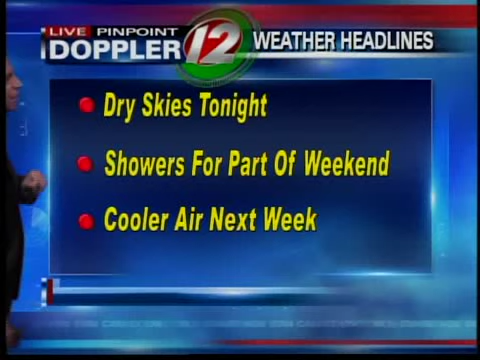 LIVE PINPOINT
DOPPLER 12 WEATHER HEADLINES
Dry Skies Tonight
Showers For Part Of Weekend
Cooler Air Next Week